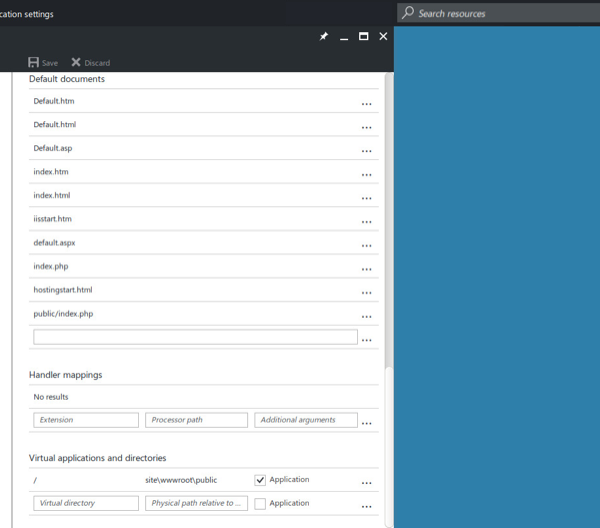 cation settings
Search resources
Save Discard
Default documents
Default.htm
Default.html
Default.asp
index.htm
index.html
iisstart.htm
default.aspx
index.php
hostingstart.html
public/index.php
Handler mappings
No results
Extension Processor path Additional arguments
Virtual applications and directories
/ site\wwwroot\public Application
Virtual directory Physical path relative to ... Application